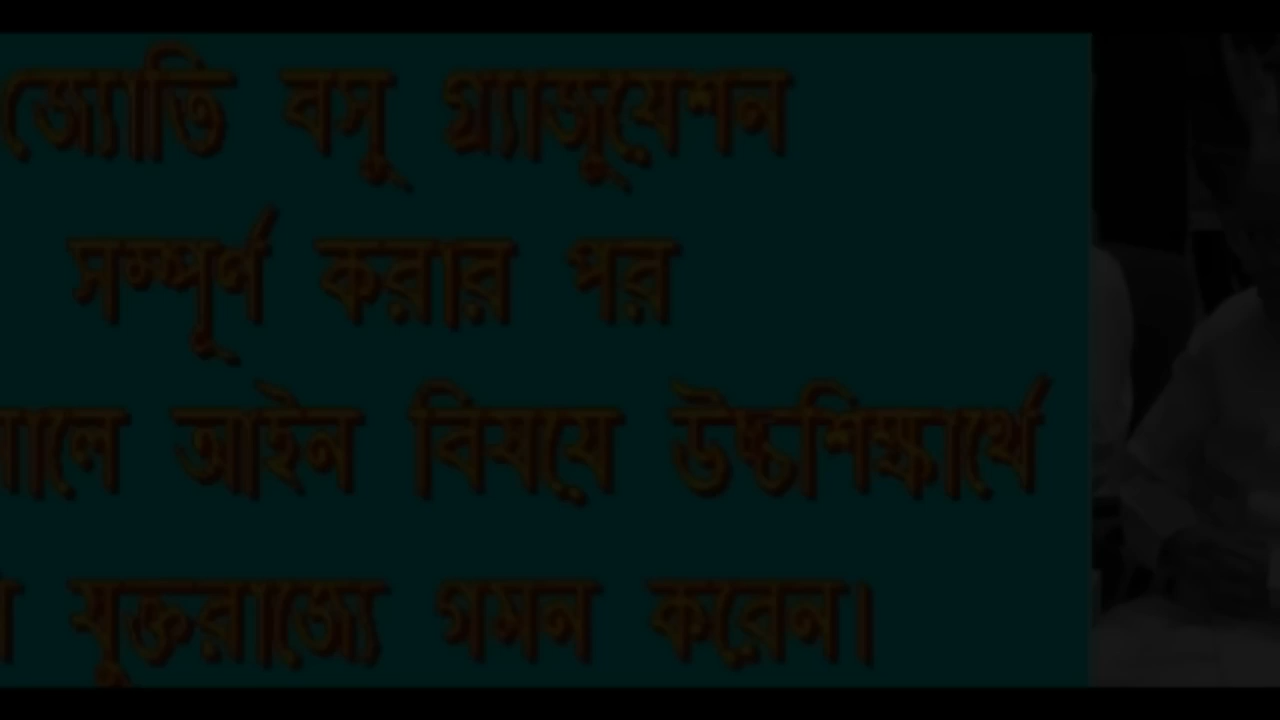 জ্যোতি বসু গ্র্যাজুয়েশন
সম্পূর্ণ করার পর
আইন বিষয়ে উচ্চশিক্ষার্থে
যুক্তরাজ্যে গমন করেন।